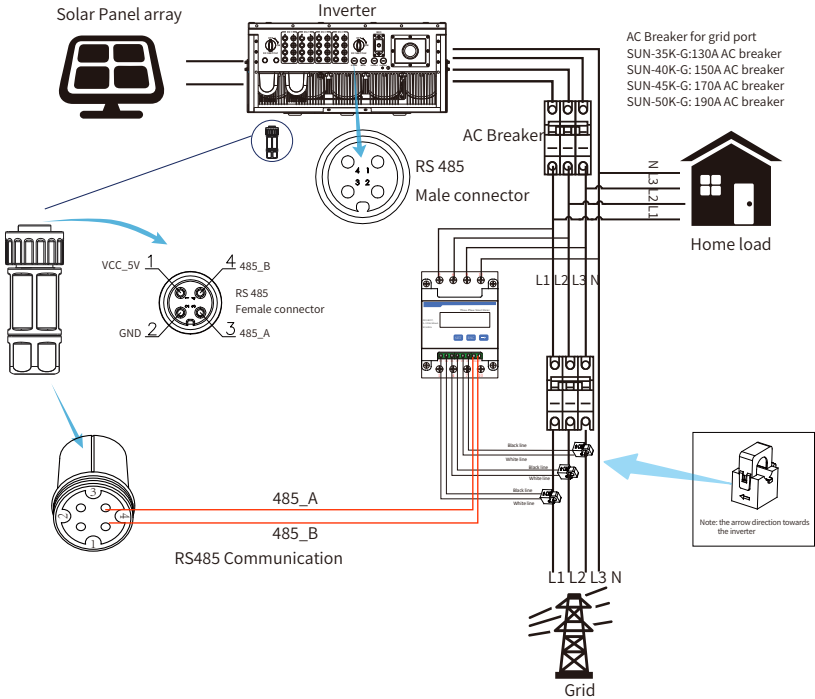 Solar Panel array
Inverter
AC Breaker for grid port
SUN-35K-G:130A AC breaker
SUN-40K-G: 150A AC breaker
SUN-45K-G: 170A AC breaker
SUN-50K-G: 190A AC breaker
AC Breaker
4 1
3 2
RS 485
Male connector
N
L3
L2
L1
Home load
VCC_5V 1
4 485_B
RS 485
Female connector
GND 2
3 485_A
L1 L2 L3 N
Black line
White line
Black line
White line
Black line
White line
Note: the arrow direction towards
the inverter
3
2
4
1
485_A
485_B
RS485 Communication
L1 L2 L3 N
Grid